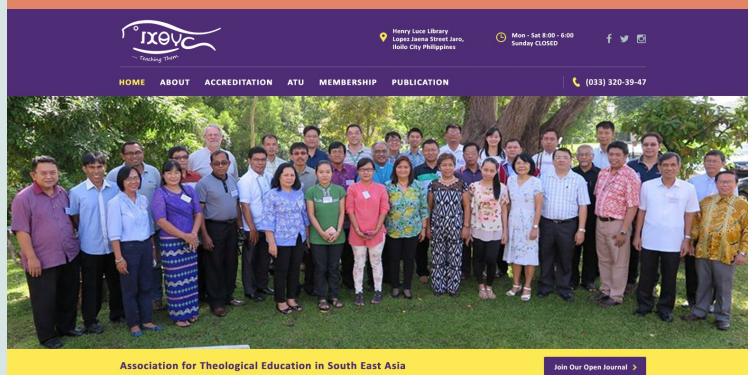 ΙΧΘΥC
Teaching Them
Henry Luce Library
Lopez Jaena Street Jaro,
Iloilo City Philippines
Mon - Sat 8:00 - 6:00
Sunday CLOSED
HOME ABOUT ACCREDITATION ATU MEMBERSHIP PUBLICATION
(033) 320-39-47
Association for Theological Education in South East Asia
Join Our Open Journal